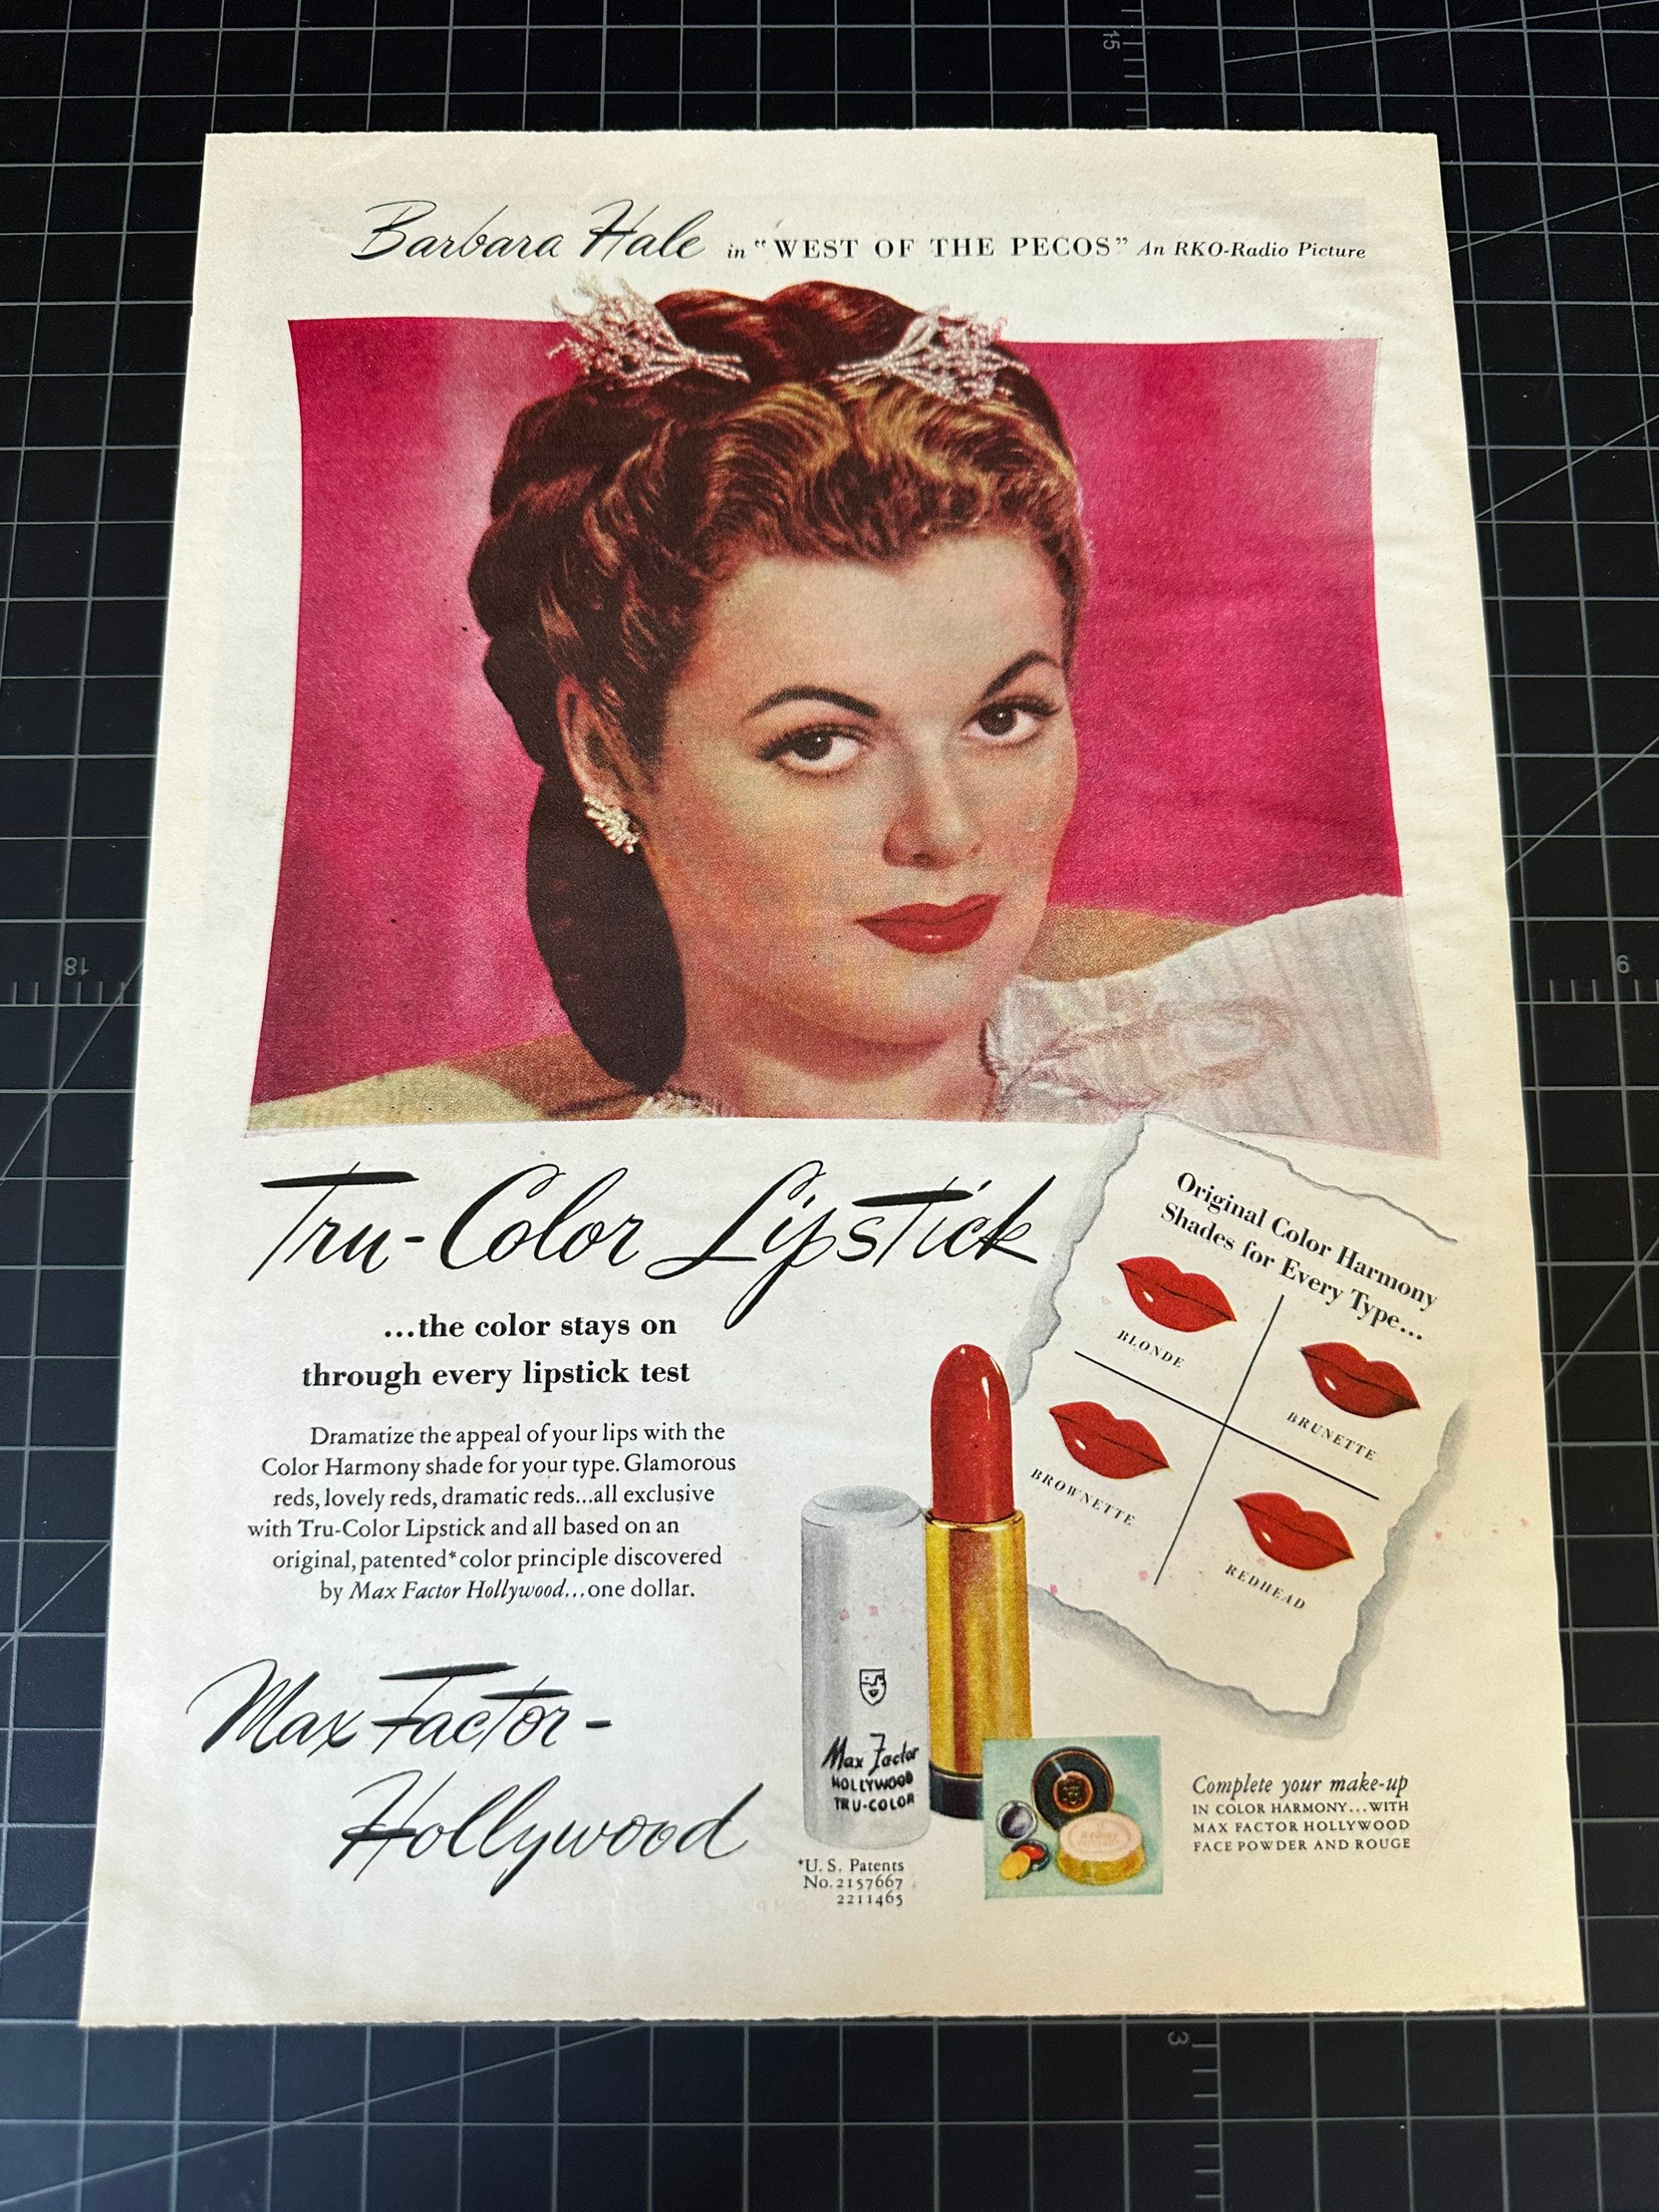 Barbara Hale in "WEST OF THE PECOS" An RKO-Radio Picture
Tru-Color Lipstick
...the color stays on
through every lipstick test
Dramatize the appeal of your lips with the
Color Harmony shade for your type. Glamorous
reds, lovely reds, dramatic reds...all exclusive
with Tru-Color Lipstick and all based on an
original, patented* color principle discovered
by Max Factor Hollywood...one dollar.
Max Factor-
Hollywood
Original Color Harmony
Shades for Every Type...
BLONDE
BRUNETTE
BROWNETTE
REDHEAD
Max Factor
HOLLYWOOD
TRU-COLOR
*U. S. Patents
No. 2157667
2211465
Complete your make-up
IN COLOR HARMONY...WITH
MAX FACTOR HOLLYWOOD
FACE POWDER AND ROUGE
15
18
9
3